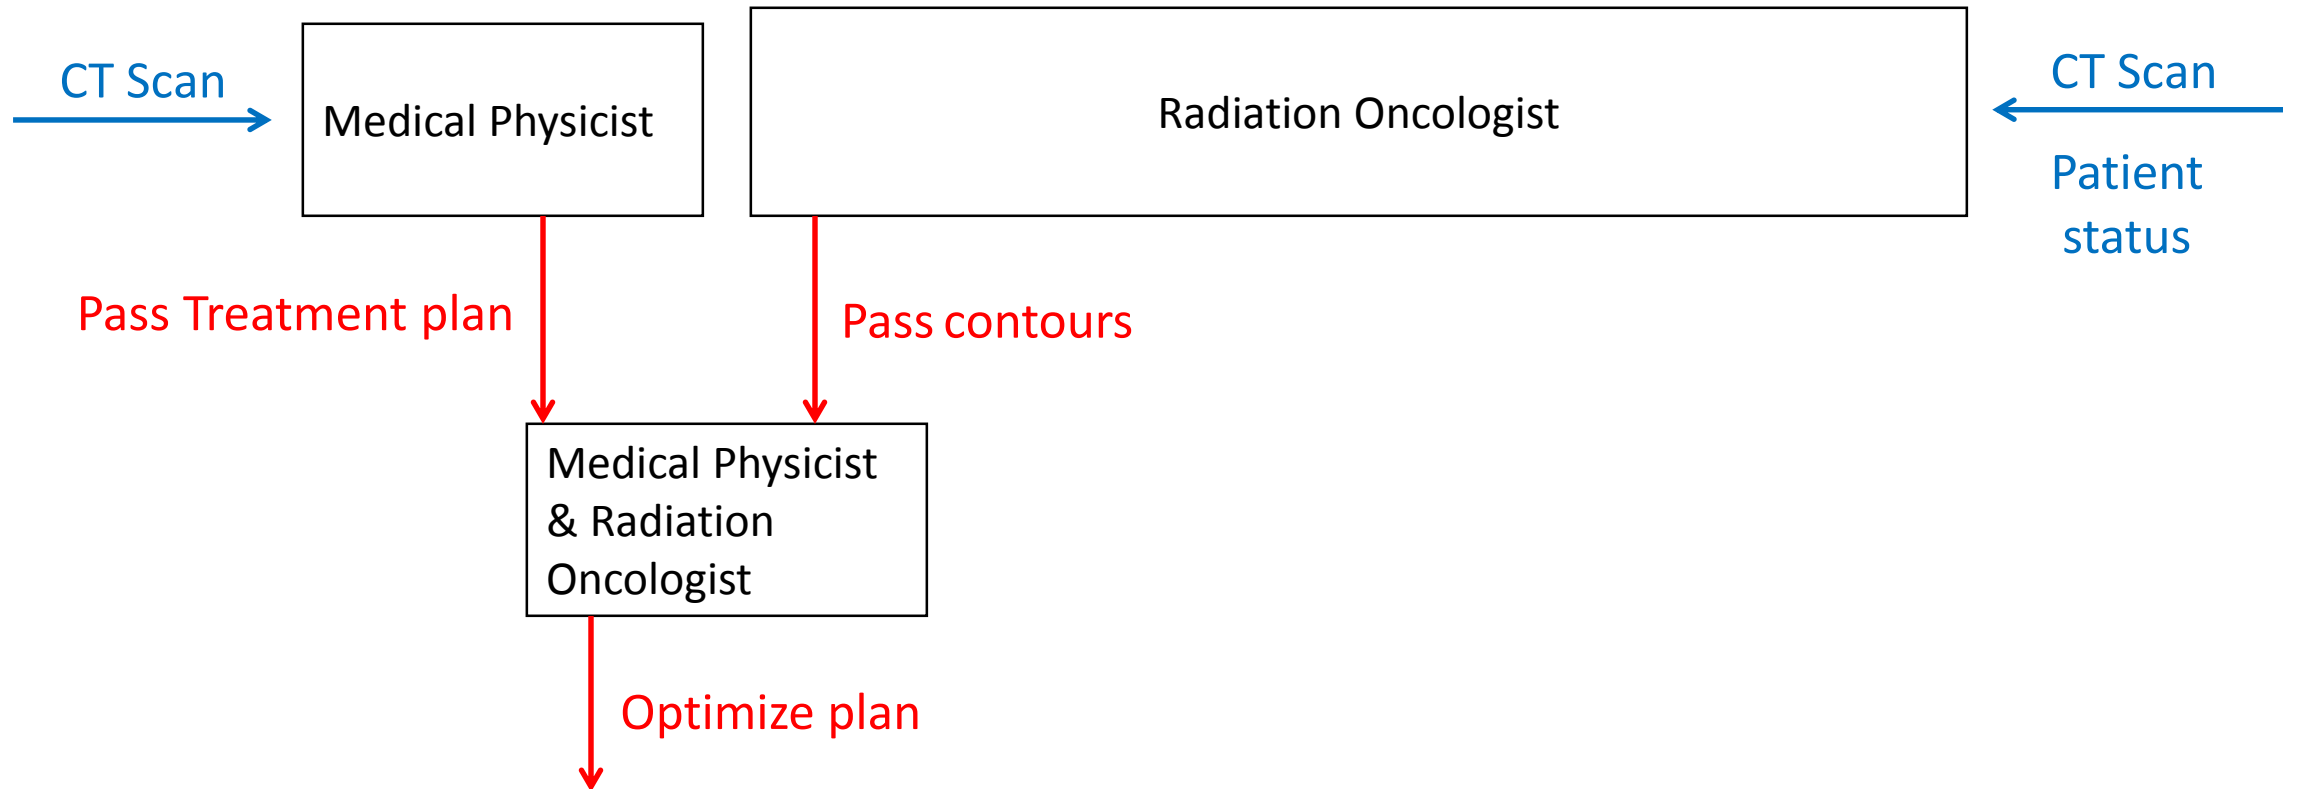 CT Scan
Medical Physicist
Radiation Oncologist
CT Scan
Patient
status
Pass Treatment plan
Pass contours
Medical Physicist
& Radiation
Oncologist
Optimize plan